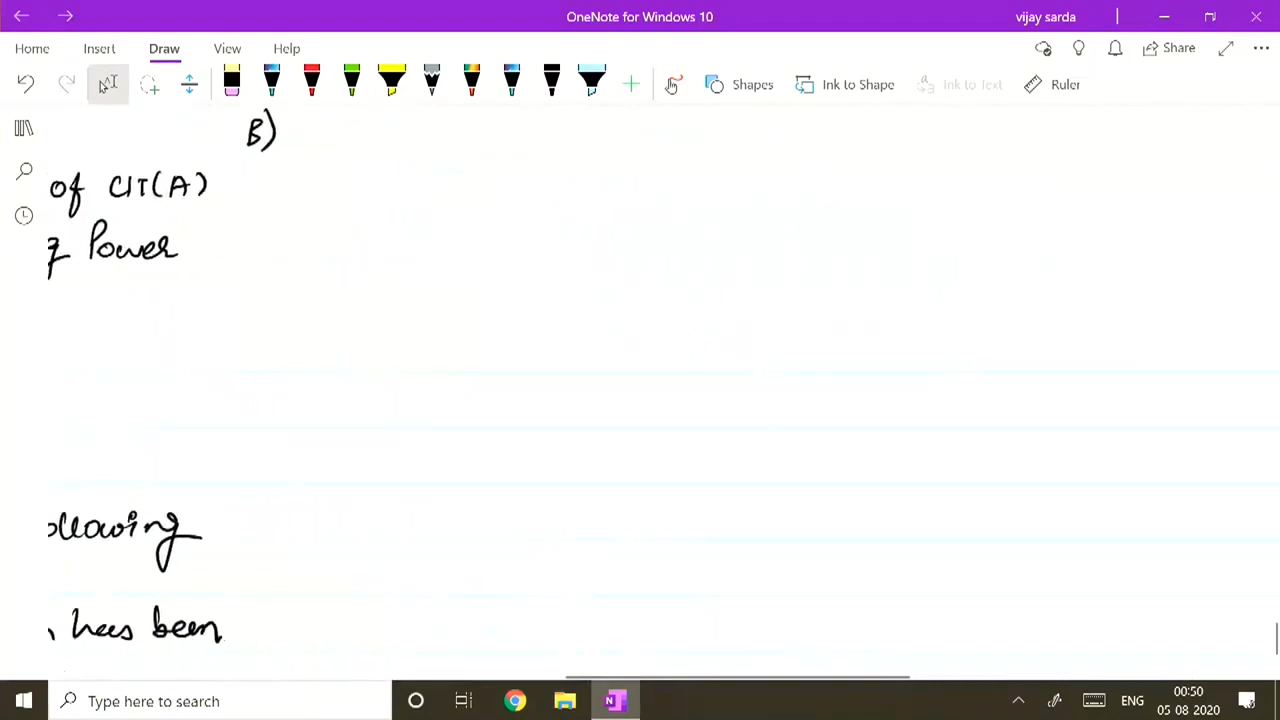 OneNote for Windows 10
vijay sarda
Home Insert Draw View Help
Share
Shapes Ink to Shape Ink to Text Ruler
B)
of CIT(A)
Power
ollowing
has been
Type here to search
ENG
00:50
05-08-2020